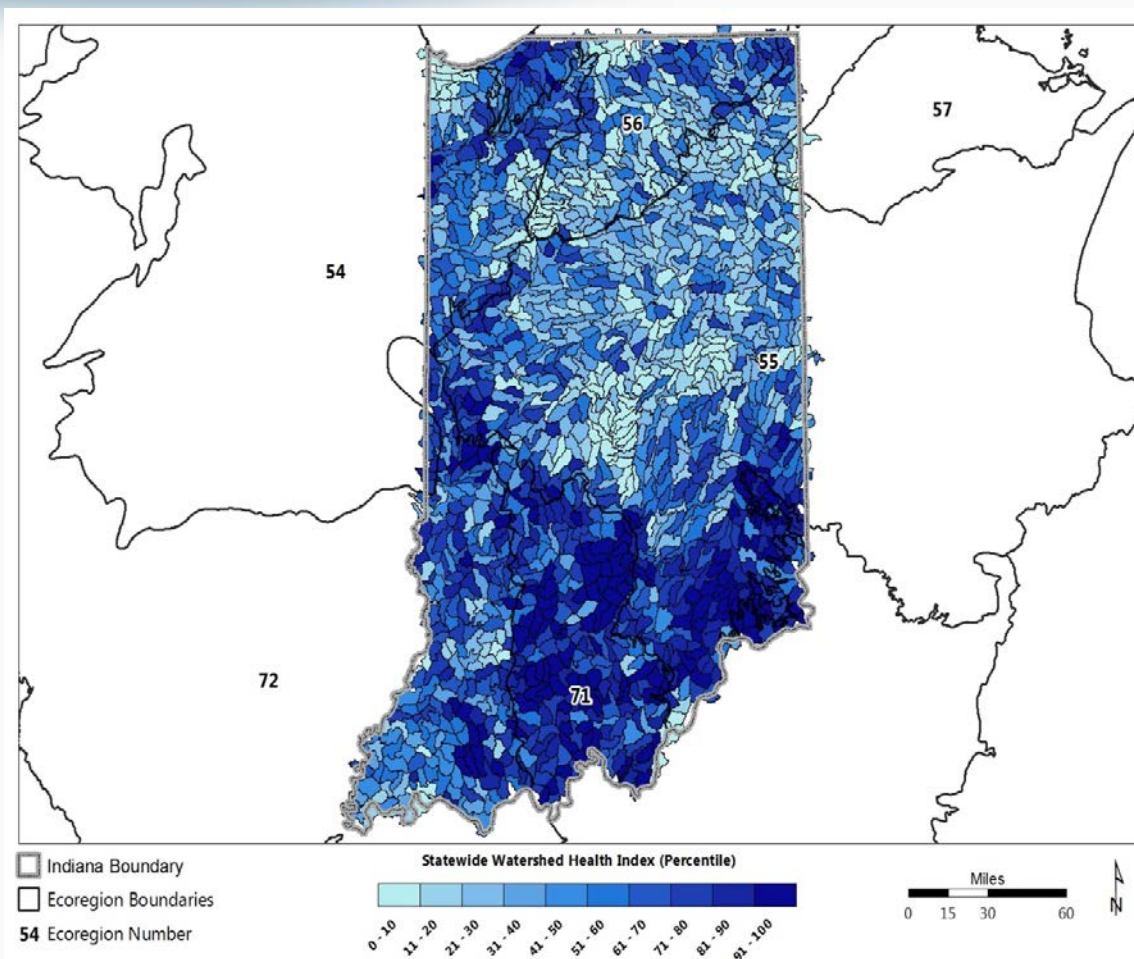 57
56
54
55
72
71
Indiana Boundary
Ecoregion Boundaries
54 Ecoregion Number
Statewide Watershed Health Index (Percentile)
0 - 10
11 - 20
21 - 30
31 - 40
41 - 50
51 - 60
61 - 70
71 - 80
81 - 90
91 - 100
Miles
0 15 30 60
N